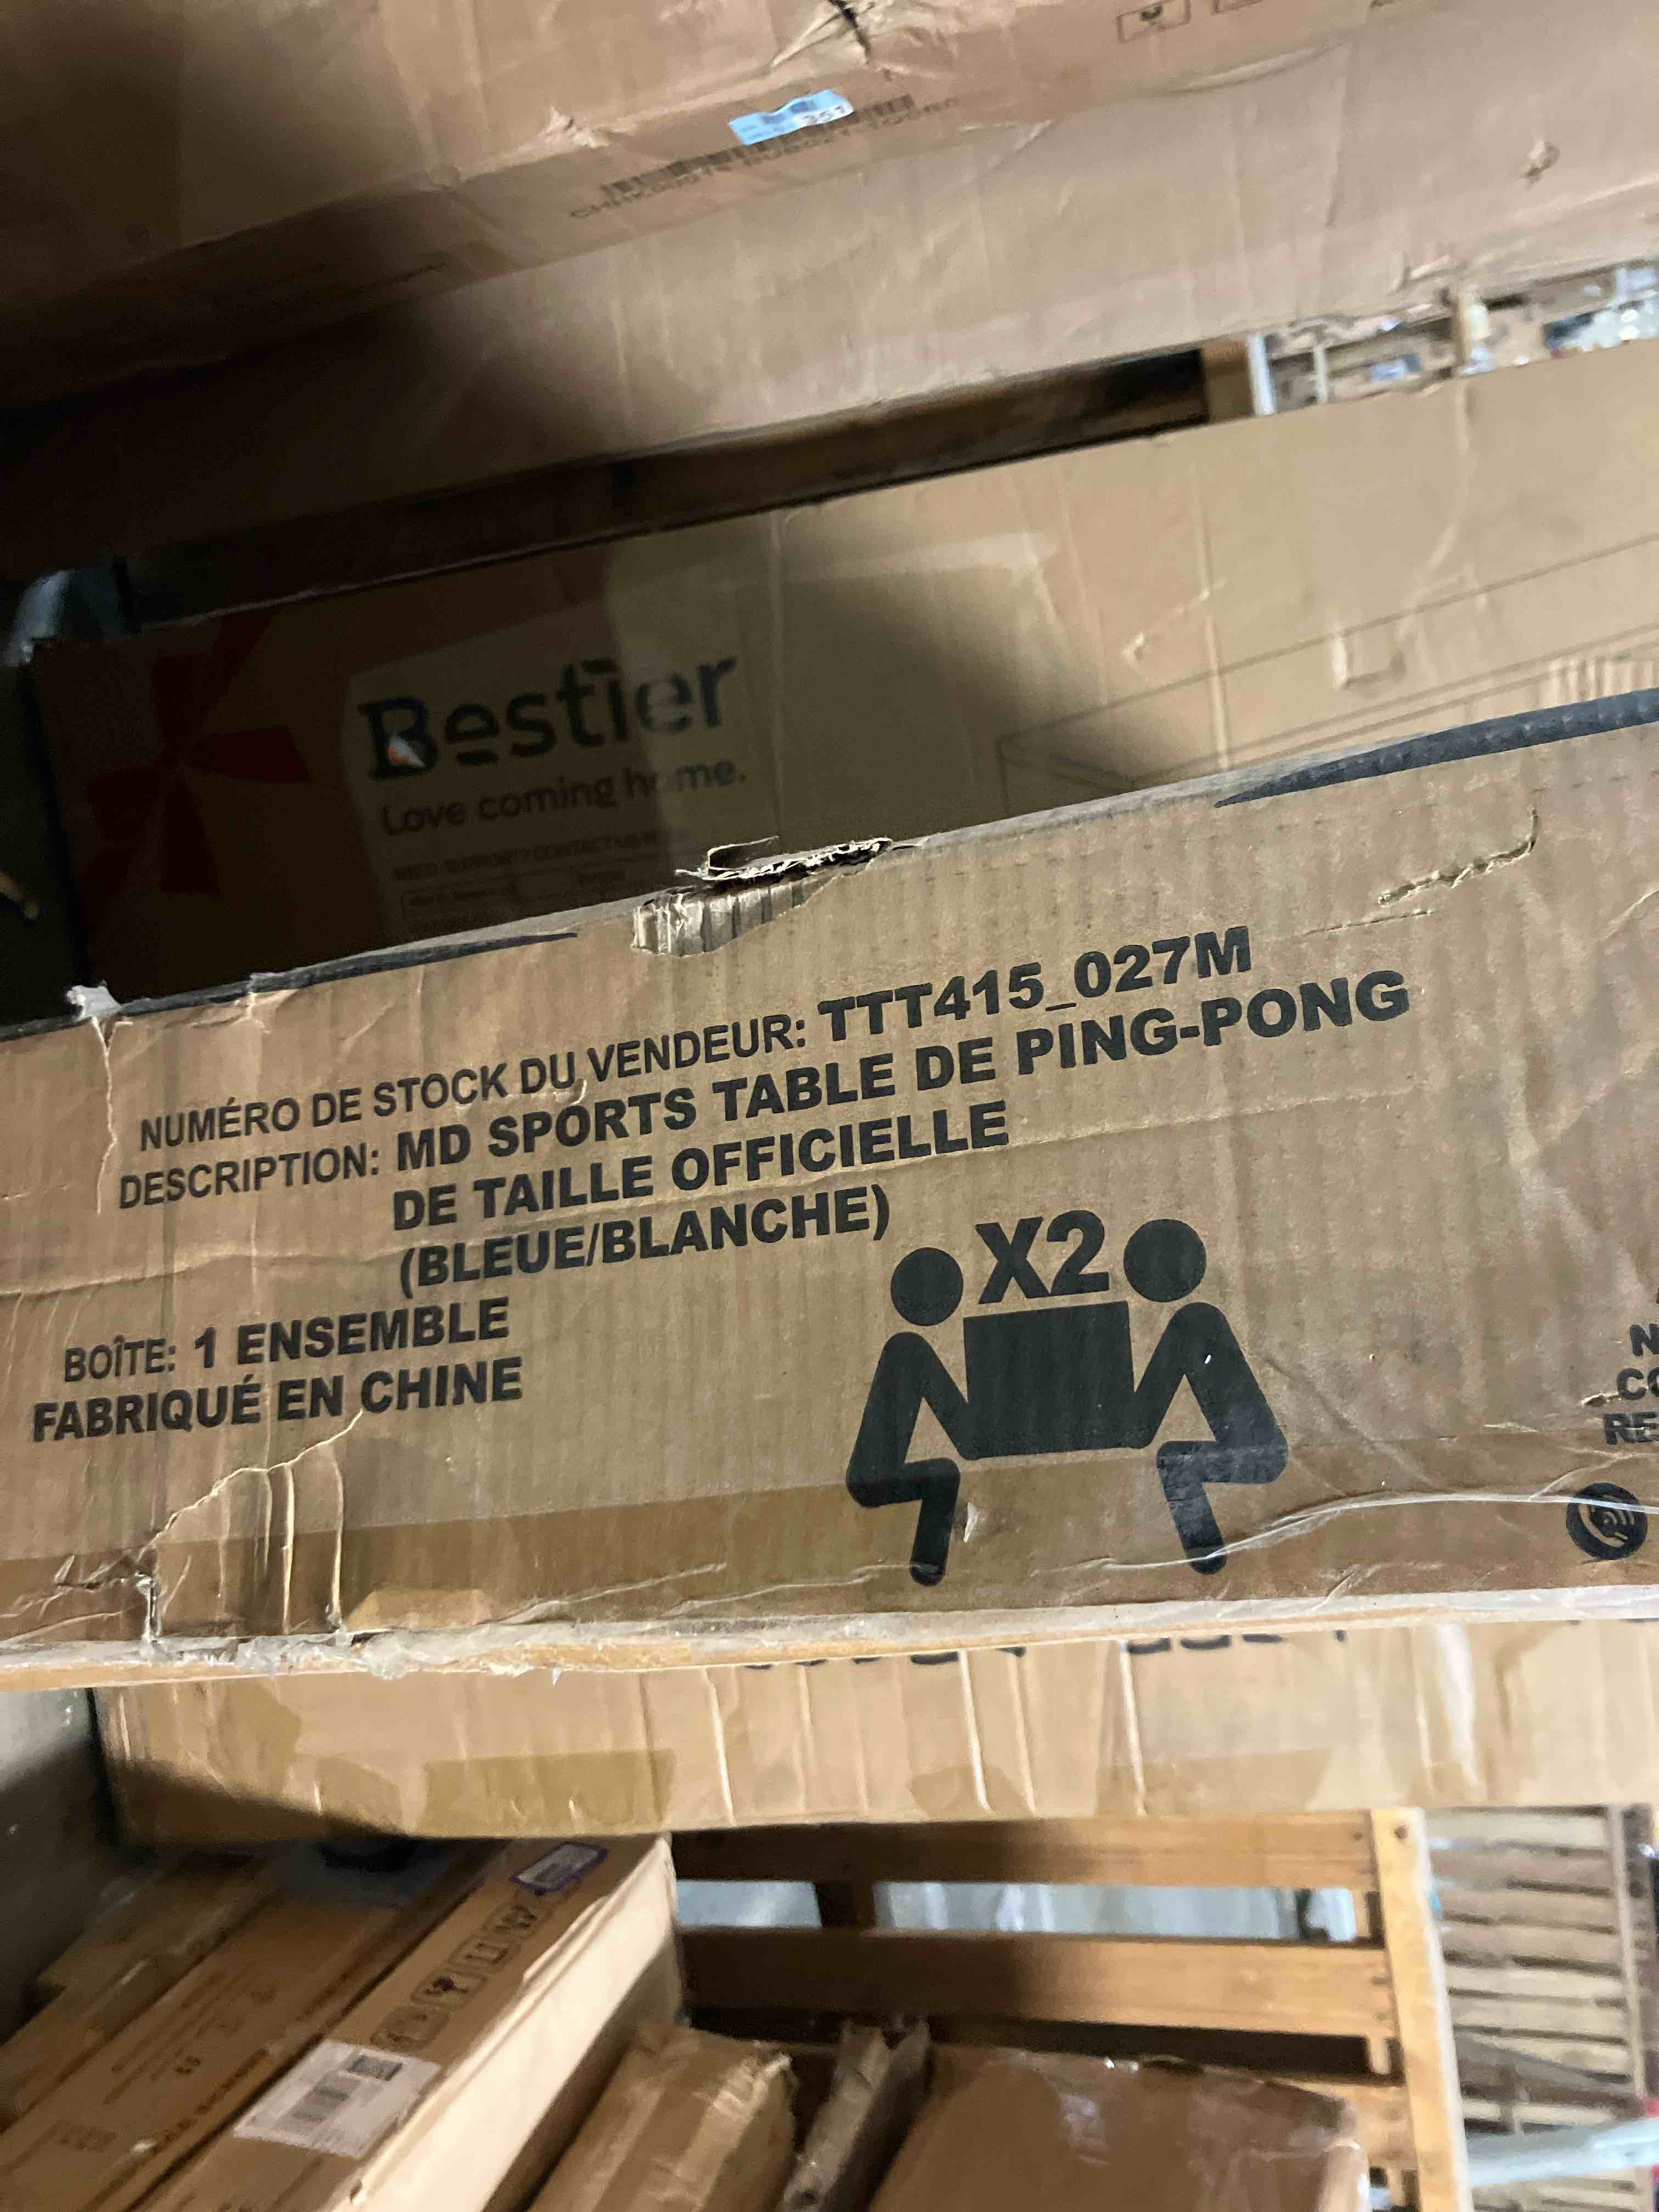 Bestier
Love coming home.
NUMÉRO DE STOCK DU VENDEUR: TTT415_027M
DESCRIPTION: MD SPORTS TABLE DE PING-PONG
DE TAILLE OFFICIELLE
(BLEUE/BLANCHE)
X2
BOÎTE: 1 ENSEMBLE
FABRIQUÉ EN CHINE